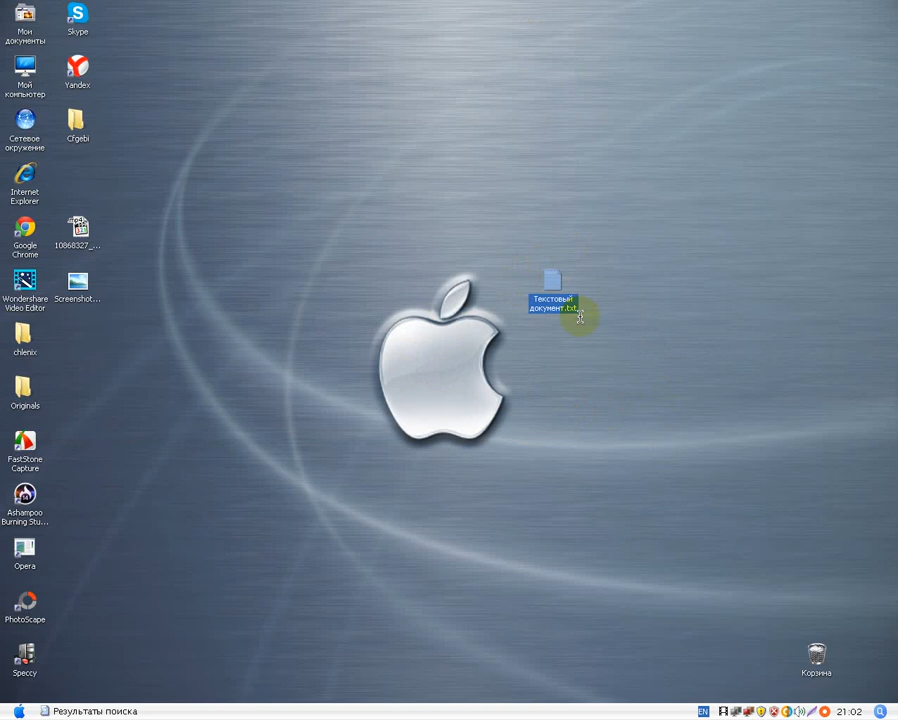 Мои
документы
Skype
Мой
компьютер
Yandex
Сетевое
окружение
Cfgebi
Internet
Explorer
Google
Chrome
10868327_...
Wondershare
Video Editor
Screenshot...
Текстовый
документ.txt
chlenix
Originals
FastStone
Capture
Ashampoo
Burning Stu...
Opera
PhotoScape
Speccy
Корзина
Результаты поиска
EN
21:02